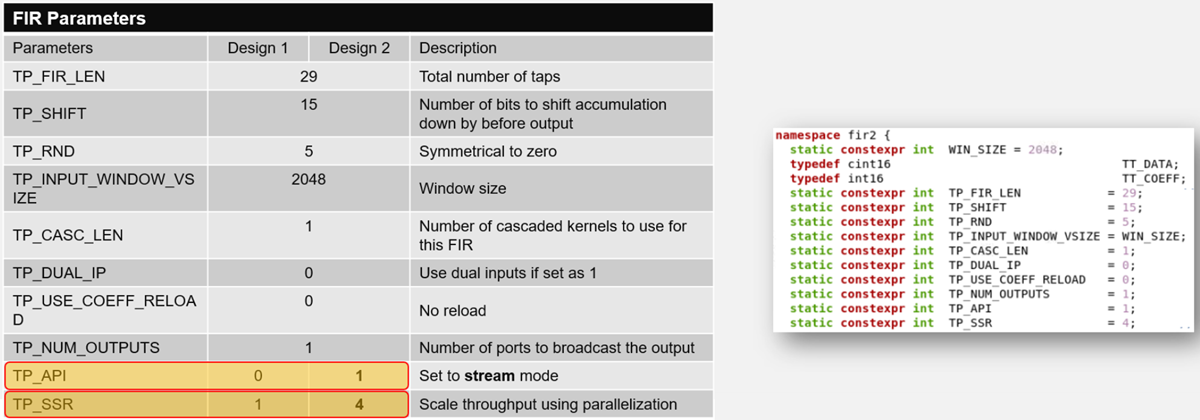 FIR Parameters
Parameters Design 1 Design 2 Description
TP_FIR_LEN 29 Total number of taps
TP_SHIFT 15 Number of bits to shift accumulation
down by before output
TP_RND 5 Symmetrical to zero
TP_INPUT_WINDOW_VS
IZE 2048 Window size
TP_CASC_LEN 1 Number of cascaded kernels to use for
this FIR
TP_DUAL_IP 0 Use dual inputs if set as 1
TP_USE_COEFF_RELOA
D 0 No reload
TP_NUM_OUTPUTS 1 Number of ports to broadcast the output
TP_API 0 1 Set to stream mode
TP_SSR 1 4 Scale throughput using parallelization
namespace fir2 {
static constexpr int WIN_SIZE = 2048;
typedef cint16 TT_DATA;
typedef int16 TT_COEFF;
static constexpr int TP_FIR_LEN = 29;
static constexpr int TP_SHIFT = 15;
static constexpr int TP_RND = 5;
static constexpr int TP_INPUT_WINDOW_VSIZE = WIN_SIZE;
static constexpr int TP_CASC_LEN = 1;
static constexpr int TP_DUAL_IP = 0;
static constexpr int TP_USE_COEFF_RELOAD = 0;
static constexpr int TP_NUM_OUTPUTS = 1;
static constexpr int TP_API = 1;
static constexpr int TP_SSR = 4;